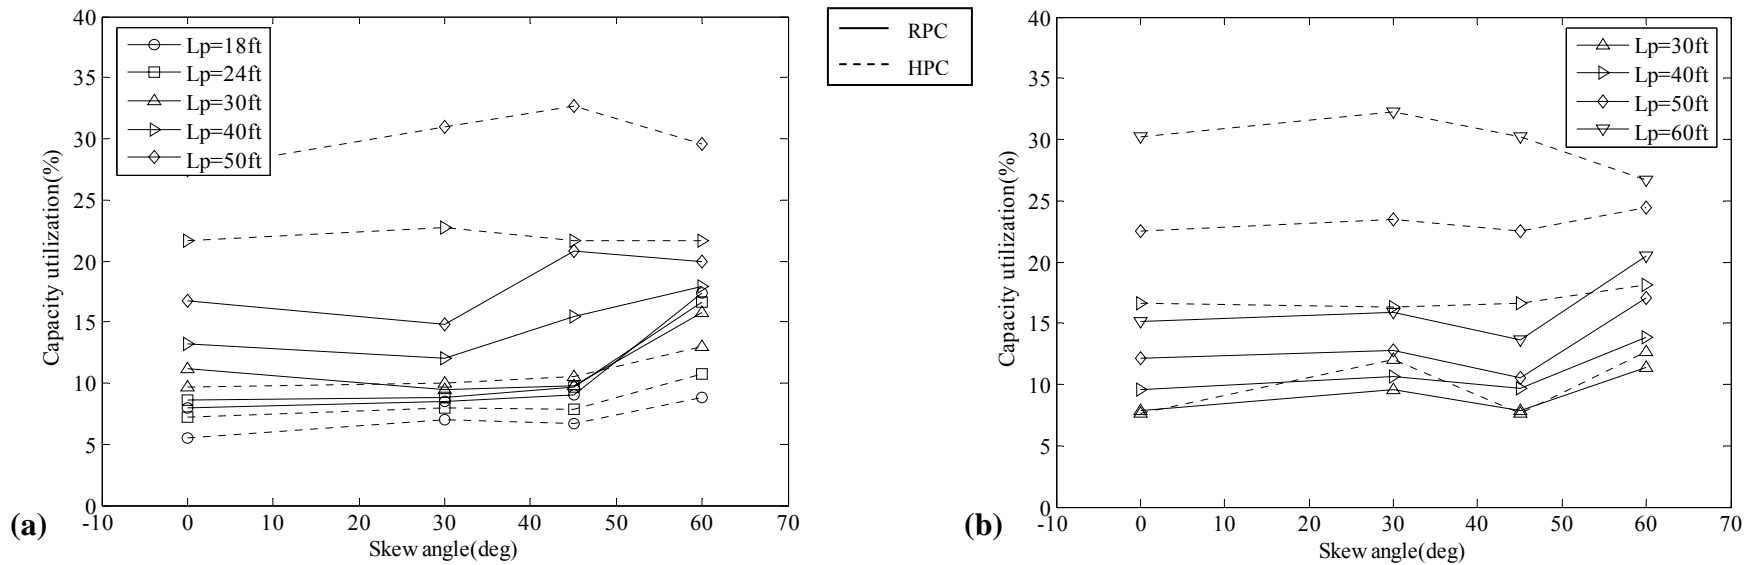 40
35
30
25
20
15
10
5
0
Capacity utilization(%)
Lp=18ft
Lp=24ft
Lp=30ft
Lp=40ft
Lp=50ft
-10 0 10 20 30 40 50 60 70
Skew angle(deg)
(a)
RPC
HPC
40
35
30
25
20
15
10
5
0
Capacity utilization(%)
Lp=30ft
Lp=40ft
Lp=50ft
Lp=60ft
-10 0 10 20 30 40 50 60 70
Skew angle(deg)
(b)